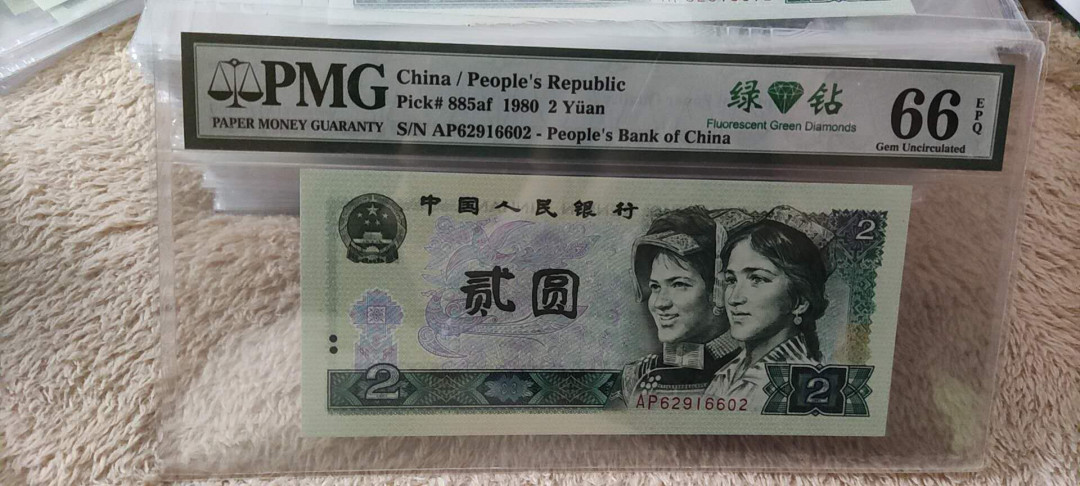 PMG
PAPER MONEY GUARANTY
China / People's Republic
Pick# 885af 1980 2 Yüan
S/N AP62916602 - People's Bank of China
绿 钻
Fluorescent Green Diamonds
66
EPQ
Gem Uncirculated
中国人民银行
2
贰圆
2
AP62916602
2